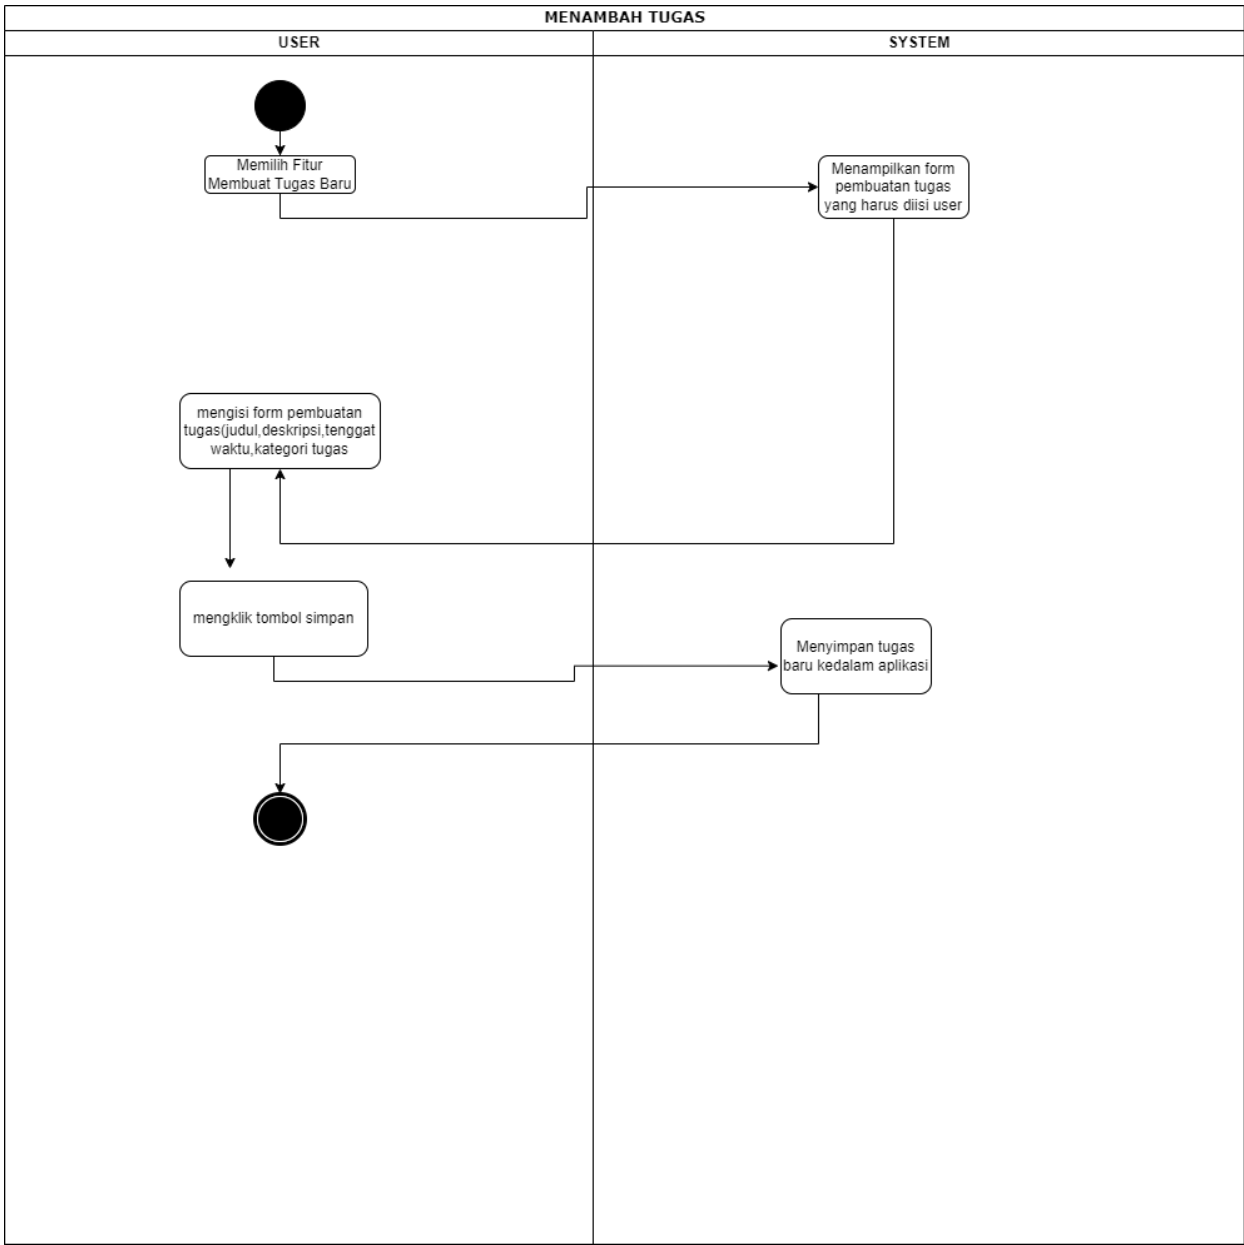 MENAMBAH TUGAS
USER
SYSTEM
Memilih Fitur
Membuat Tugas Baru
Menampilkan form
pembuatan tugas
yang harus diisi user
mengisi form pembuatan
tugas(judul,deskripsi,tenggat
waktu,kategori tugas
mengklik tombol simpan
Menyimpan tugas
baru kedalam aplikasi